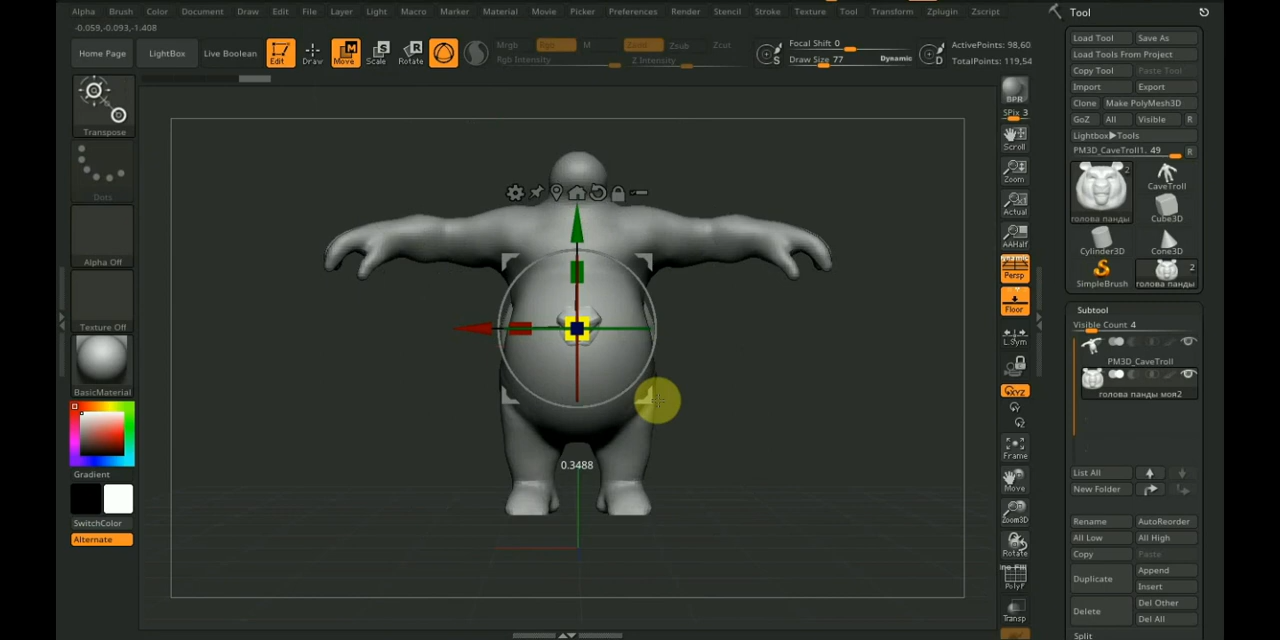 Alpha Brush Color Document Draw Edit File Layer Light Macro Marker Material Movie Picker Preferences Render Stencil Stroke Texture Tool Transform Zplugin Zscript
-0.059,-0.093,-1.408
Home Page
LightBox
Live Boolean
Edit
Draw
Move
Scale
Rotate
Mrgb Rgb M Zadd Zsub Zcut
Rgb Intensity Z Intensity
Focal Shift 0
Draw Size 77 Dynamic
S
D
ActivePoints: 98,60
TotalPoints: 119,54
Transpose
Dots
Alpha Off
Texture Off
BasicMaterial
Gradient
SwitchColor
Alternate
0.3488
BPR
SPix 3
Scroll
Zoom
Actual
AAHalf
Dynamic
Persp
Floor
L.Sym
XYZ
Frame
Move
Zoom3D
Rotate
PolyF
Transp
Tool
Load Tool Save As
Load Tools From Project
Copy Tool Paste Tool
Import Export
Clone Make PolyMesh3D
GoZ All Visible R
Lightbox▶Tools
PM3D_CaveTroll1. 49 R
2
голова панды
CaveTroll
Cube3D
Cylinder3D
Cone3D
SimpleBrush
2
голова панды
Subtool
Visible Count 4
PM3D_CaveTroll
голова панды моя2
List All
New Folder
Rename AutoReorder
All Low All High
Copy Paste
Duplicate
Append
Insert
Delete
Del Other
Del All
Split